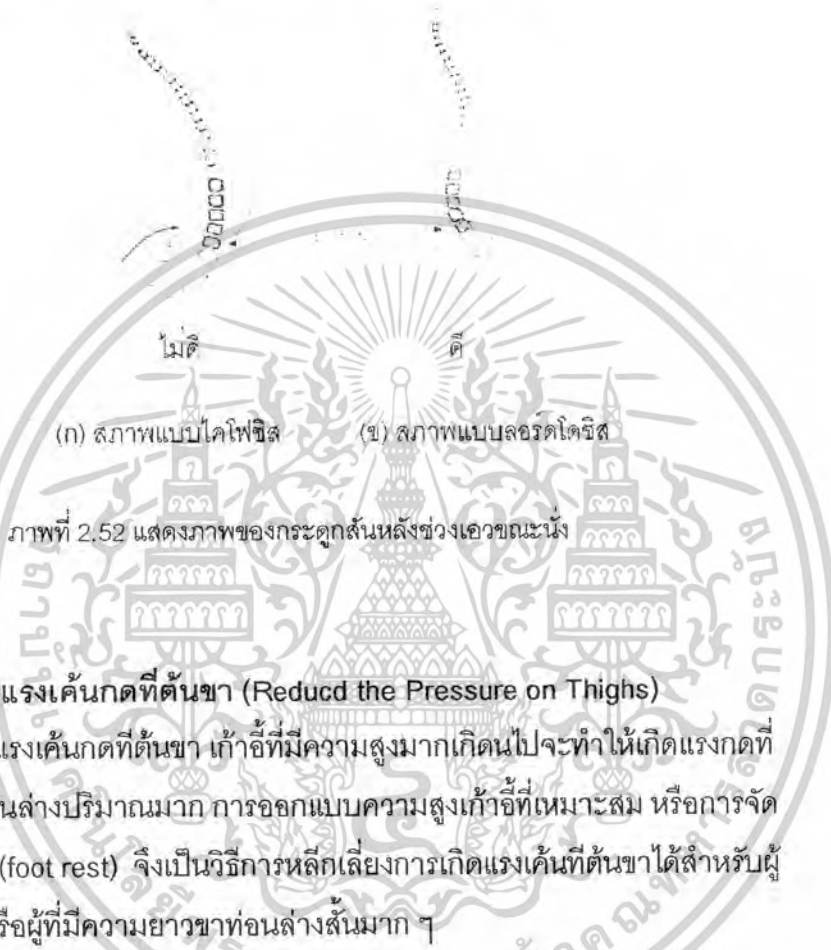 ไม่ดี ดี
(ก) สภาพแบบไคโฟซิส (ข) สภาพแบบลอร์ดโดซิส
ภาพที่ 2.52 แสดงภาพของกระดูกสันหลังช่วงเอวขณะนั่ง
แรงเค้นกดที่ต้นขา (Reducd the Pressure on Thighs)
แรงเค้นกดที่ต้นขา เก้าอี้ที่มีความสูงมากเกิดนไปจะทำให้เกิดแรงกดที่
นล่างปริมาณมาก การออกแบบความสูงเก้าอี้ที่เหมาะสม หรือการจัด
(foot rest) จึงเป็นวิธีการหลีกเลี่ยงการเกิดแรงเค้นที่ต้นขาได้สำหรับผู้
รือผู้ที่มีความยาวขาท่อนล่างสั้นมาก ๆ